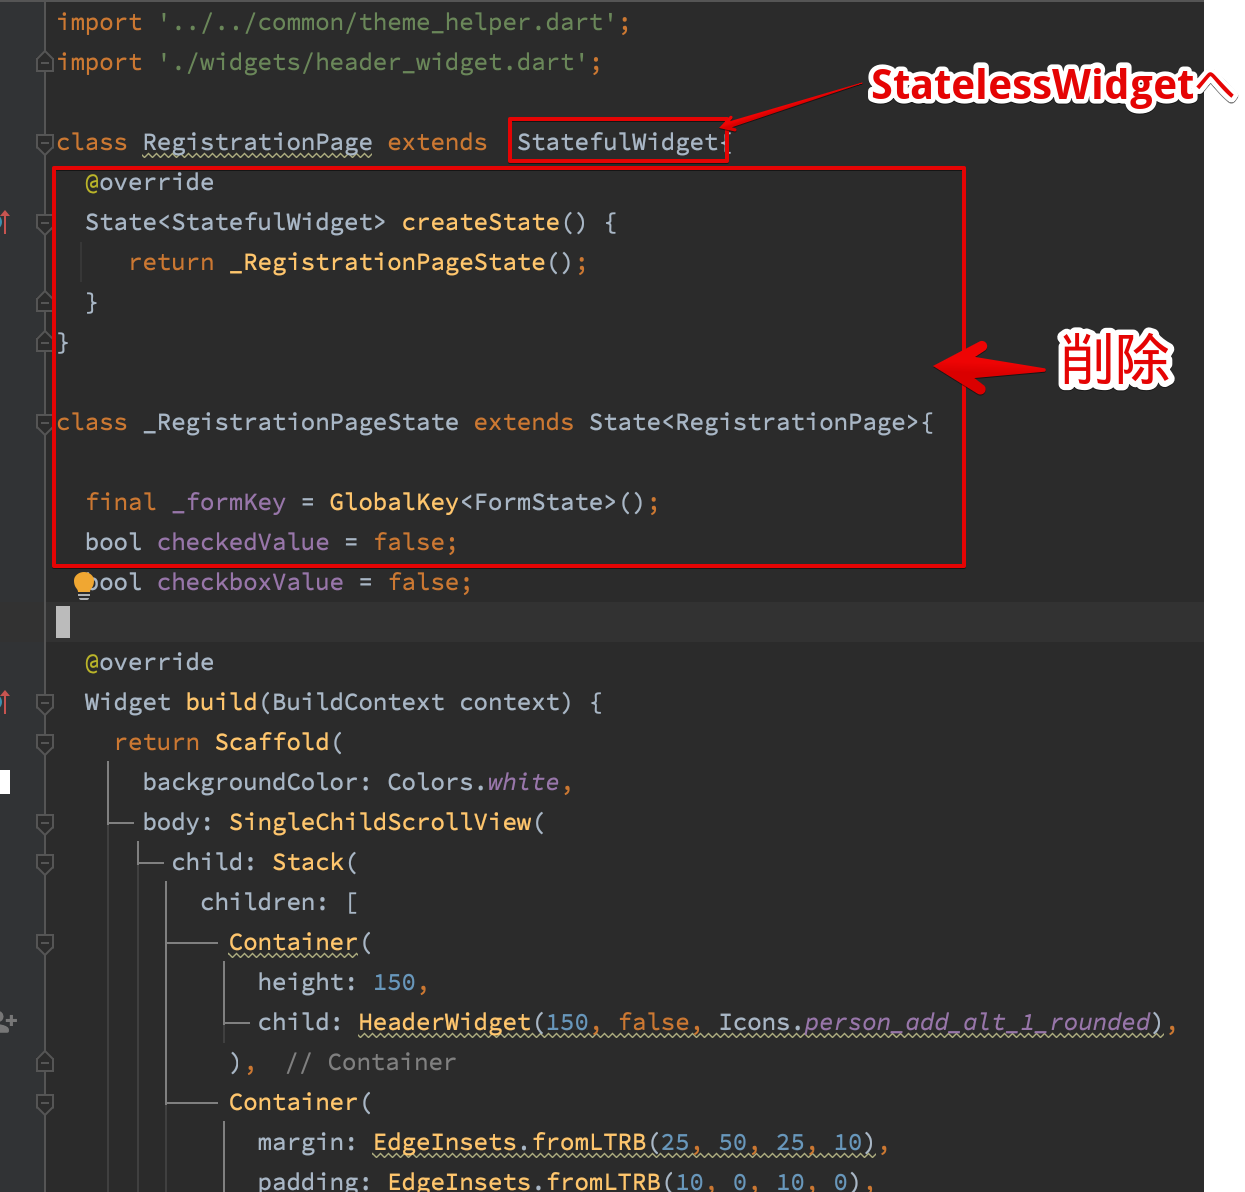 import '../../common/theme_helper.dart';
import './widgets/header_widget.dart';
StatelessWidgetへ
class RegistrationPage extends StatefulWidget{
@override
State<StatefulWidget> createState() {
return _RegistrationPageState();
}
}
削除
class _RegistrationPageState extends State<RegistrationPage>{
final _formKey = GlobalKey<FormState>();
bool checkedValue = false;
bool checkboxValue = false;
@override
Widget build(BuildContext context) {
return Scaffold(
backgroundColor: Colors.white,
body: SingleChildScrollView(
child: Stack(
children: [
Container(
height: 150,
child: HeaderWidget(150, false, Icons.person_add_alt_1_rounded),
), // Container
Container(
margin: EdgeInsets.fromLTRB(25, 50, 25, 10),
padding: EdgeInsets.fromLTRB(10, 0, 10, 0),